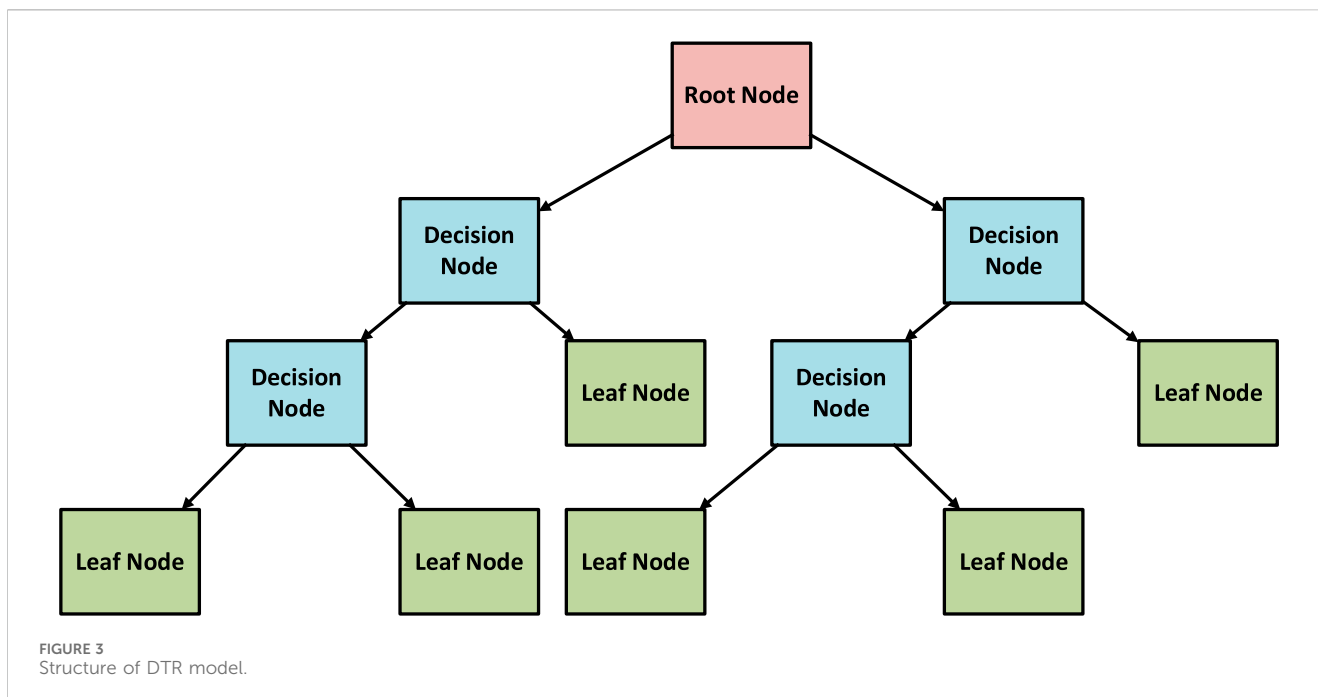 Root Node
Decision
Node
Decision
Node
Decision
Node
Leaf Node
Decision
Node
Leaf Node
Leaf Node
Leaf Node
Leaf Node
Leaf Node
FIGURE 3
Structure of DTR model.